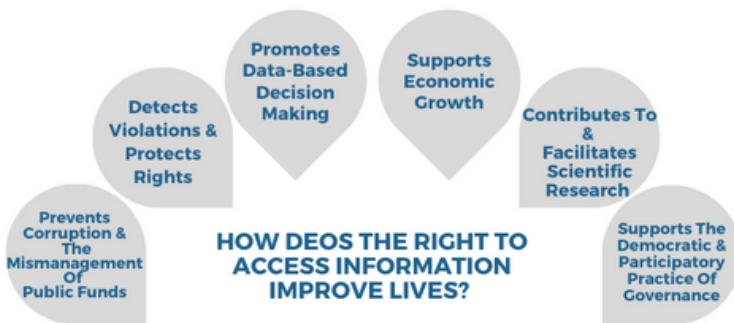 Prevents
Corruption &
The
Mismanagement
Of
Public Funds
Detects
Violations &
Protects
Rights
Promotes
Data-Based
Decision
Making
Supports
Economic
Growth
Contributes To
&
Facilitates
Scientific
Research
Supports The
Democratic &
Participatory
Practice Of
Governance
HOW DEOS THE RIGHT TO
ACCESS INFORMATION
IMPROVE LIVES?